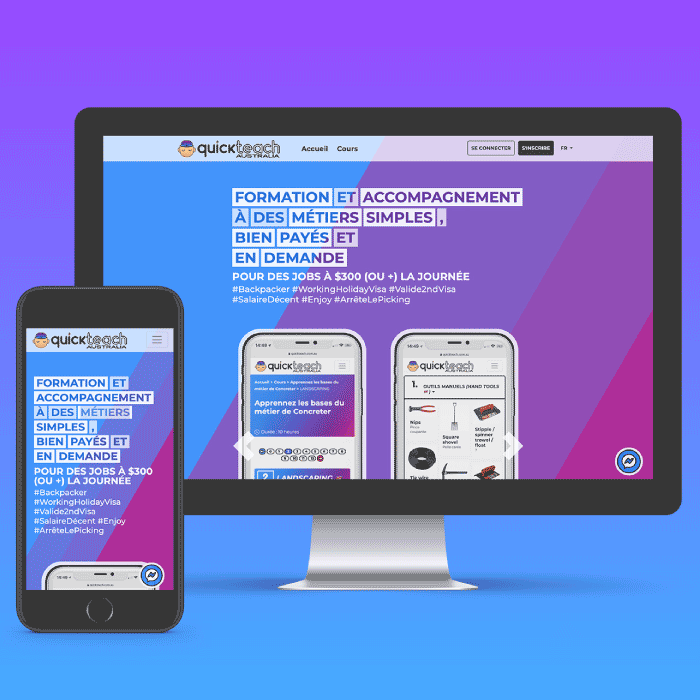 quickteach
AUSTRALIA
Accueil Cours
SE CONNECTER S'INSCRIRE FR
FORMATION ET ACCOMPAGNEMENT
À DES MÉTIERS SIMPLES ,
BIEN PAYÉS ET
EN DEMANDE
POUR DES JOBS À $300 (OU +) LA JOURNÉE
#Backpacker #WorkingHolidayVisa #Valide2ndVisa
#SalaireDécent #Enjoy #ArrêteLePicking
14:49
quickteach
AUSTRALIA
Accueil > Cours > Apprennez les bases du
métier de Concreter > LANDSCAPING
Apprennez les bases du
métier de Concreter
Durée : 10 heures
2 LANDSCAPING
14:48
quickteach
AUSTRALIA
1. OUTILS MANUELS (HAND TOOLS
Nips
Square
shovel
Stipple /
spinner
trowel /
float
Tie wire
quickteach
AUSTRALIA
FORMATION ET
ACCOMPAGNEMENT
À DES MÉTIERS
SIMPLES ,
BIEN PAYÉS ET
EN DEMANDE
POUR DES JOBS À $300
(OU +) LA JOURNÉE
#Backpacker
#WorkingHolidayVisa
#Valide2ndVisa
#SalaireDécent #Enjoy
#ArrêteLePicking
14:49